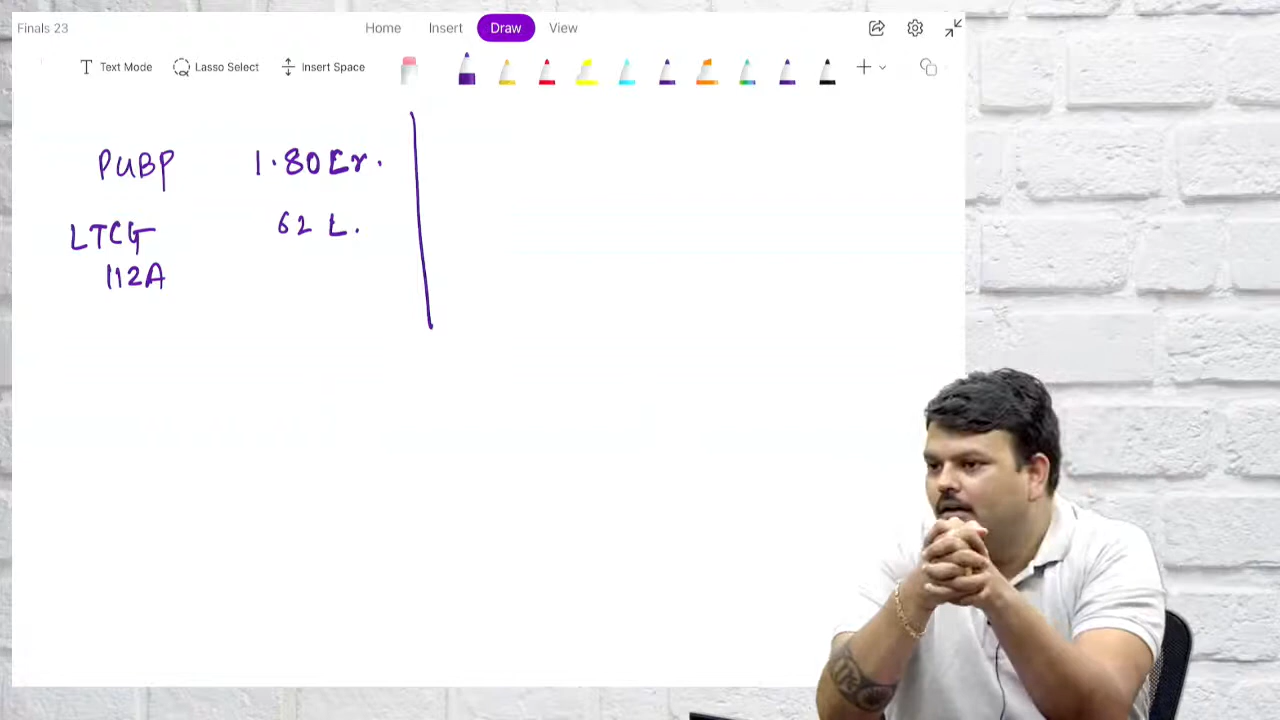 Finals 23
Home Insert Draw View
Text Mode Lasso Select Insert Space
PUBP 1.80 Cr.
LTCG 62 L.
112A